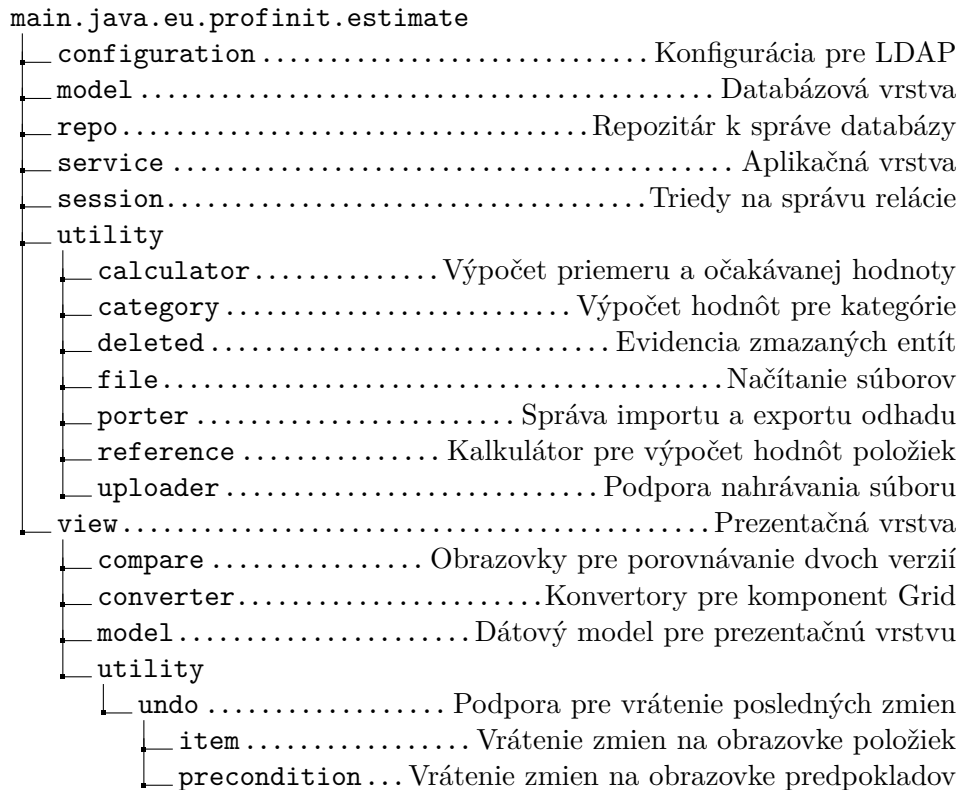 main.java.eu.profinit.estimate
configuration.............................Konfigurácia pre LDAP
model...........................................Databázová vrstva
repo...................................Repozitár k správe databázy
service..........................................Aplikačná vrstva
session....................................Triedy na správu relácie
utility
calculator..............Výpočet priemeru a očakávanej hodnoty
category..........................Výpočet hodnôt pre kategórie
deleted..............................Evidencia zmazaných entít
file..........................................Načítanie súborov
porter........................Správa importu a exportu odhadu
reference...............Kalkulátor pre výpočet hodnôt položiek
uploader............................Podpora nahrávania súboru
view............................................Prezentačná vrstva
compare................Obrazovky pre porovnávanie dvoch verzií
converter.......................Konvertory pre komponent Grid
model......................Dátový model pre prezentačnú vrstvu
utility
undo..................Podpora pre vrátenie posledných zmien
item.................Vrátenie zmien na obrazovke položiek
precondition...Vrátenie zmien na obrazovke predpokladov